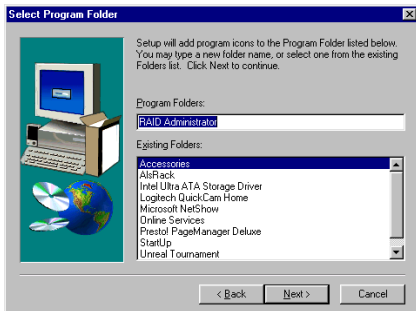 Select Program Folder
Setup will add program icons to the Program Folder listed below.
You may type a new folder name, or select one from the existing
Folders list. Click Next to continue.
Program Folders:
RAID Administrator
Existing Folders:
Accessories
AlsRack
Intel Ultra ATA Storage Driver
Logitech QuickCam Home
Microsoft NetShow
Online Services
Presto! PageManager Deluxe
StartUp
Unreal Tournament
< Back
Next >
Cancel